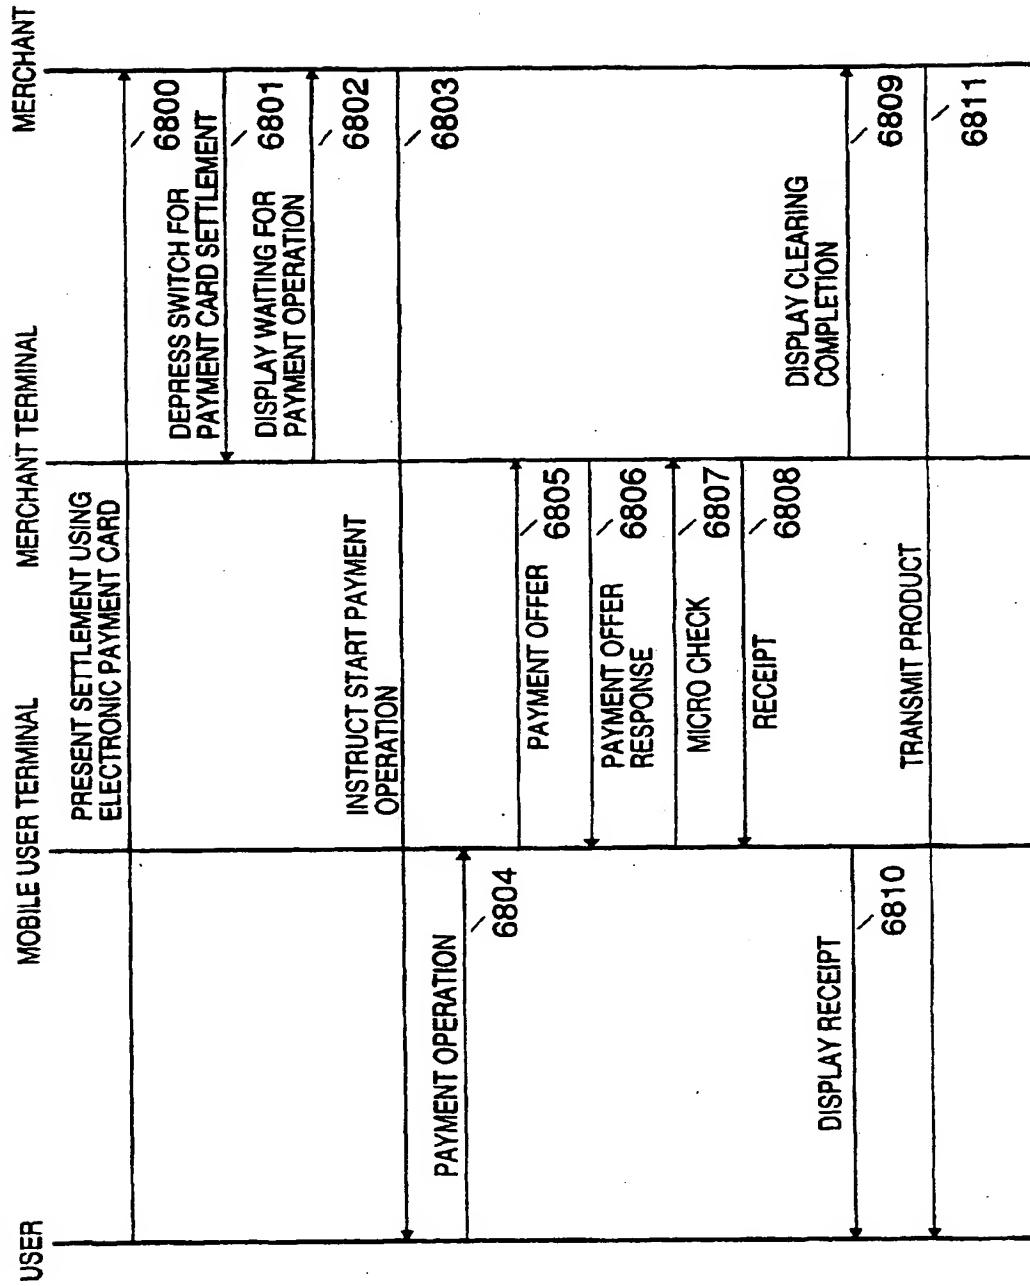 USER
MOBILE USER TERMINAL
MERCHANT TERMINAL
MERCHANT
PRESENT SETTLEMENT USING
ELECTRONIC PAYMENT CARD
6800
DEPRESS SWITCH FOR
PAYMENT CARD SETTLEMENT
6801
DISPLAY WAITING FOR
PAYMENT OPERATION
6802
INSTRUCT START PAYMENT
OPERATION
6803
PAYMENT OPERATION
6804
PAYMENT OFFER
6805
PAYMENT OFFER
RESPONSE
6806
MICRO CHECK
6807
RECEIPT
6808
DISPLAY CLEARING
COMPLETION
6809
DISPLAY RECEIPT
6810
TRANSMIT PRODUCT
6811